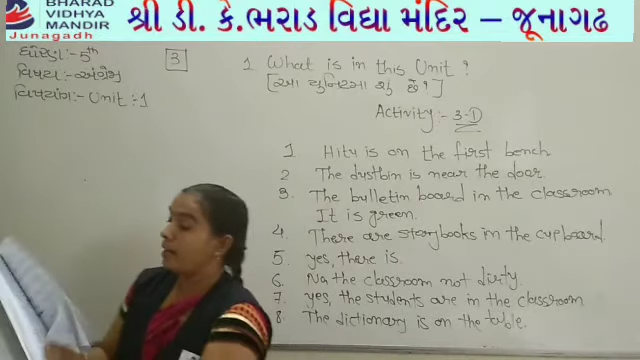 BHARAD
VIDHYA
MANDIR
Junagadh
શ્રી ડી. કે.ભરાડ વિદ્યા મંદિર – જૂનાગઢ
ધોરણ :- 5th
વિષય :- અંગ્રેજી
વિષયાંગ :- Unit :- 1
3
1 What is in this Unit ?
[આ યુનિટમા શુ છે?]
Activity :- 3-D
1 Hitu is on the first bench
2 The dustbin is near the door
3 The bulletin board in the classroom
It is green.
4. There are storybooks in the cupboard
5. yes, there is.
6. No the classroom not dirty.
7. yes, the students are in the classroom
8. The dictionary is on the table.